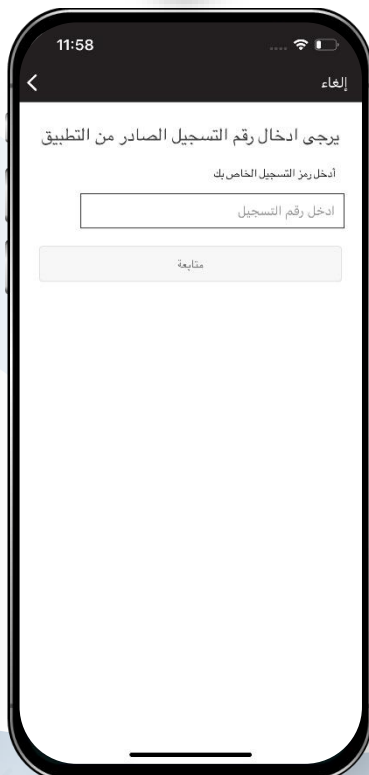 11:58
إلغاء
يرجى ادخال رقم التسجيل الصادر من التطبيق
أدخل رمز التسجيل الخاص بك
ادخل رقم التسجيل
متابعة